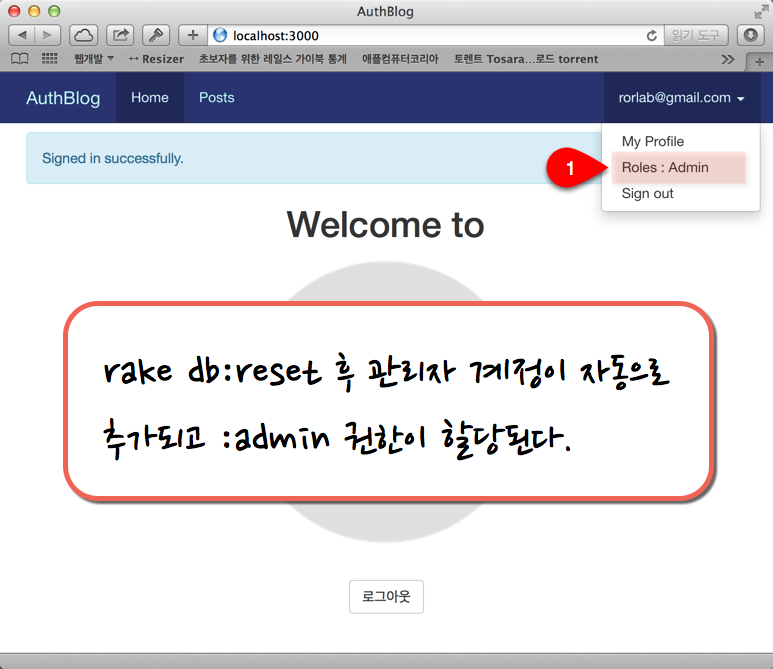 AuthBlog
localhost:3000
읽기 도구
웹개발
Resizer
초보자를 위한 레일스 가이북 통계
애플컴퓨터코리아
토렌트 Tosara...로드 torrent
AuthBlog
Home
Posts
rorlab@gmail.com
My Profile
Signed in successfully.
1
Roles : Admin
Sign out
Welcome to
rake db:reset 후 관리자 계정이 자동으로
추가되고 :admin 권한이 할당된다.
로그아웃